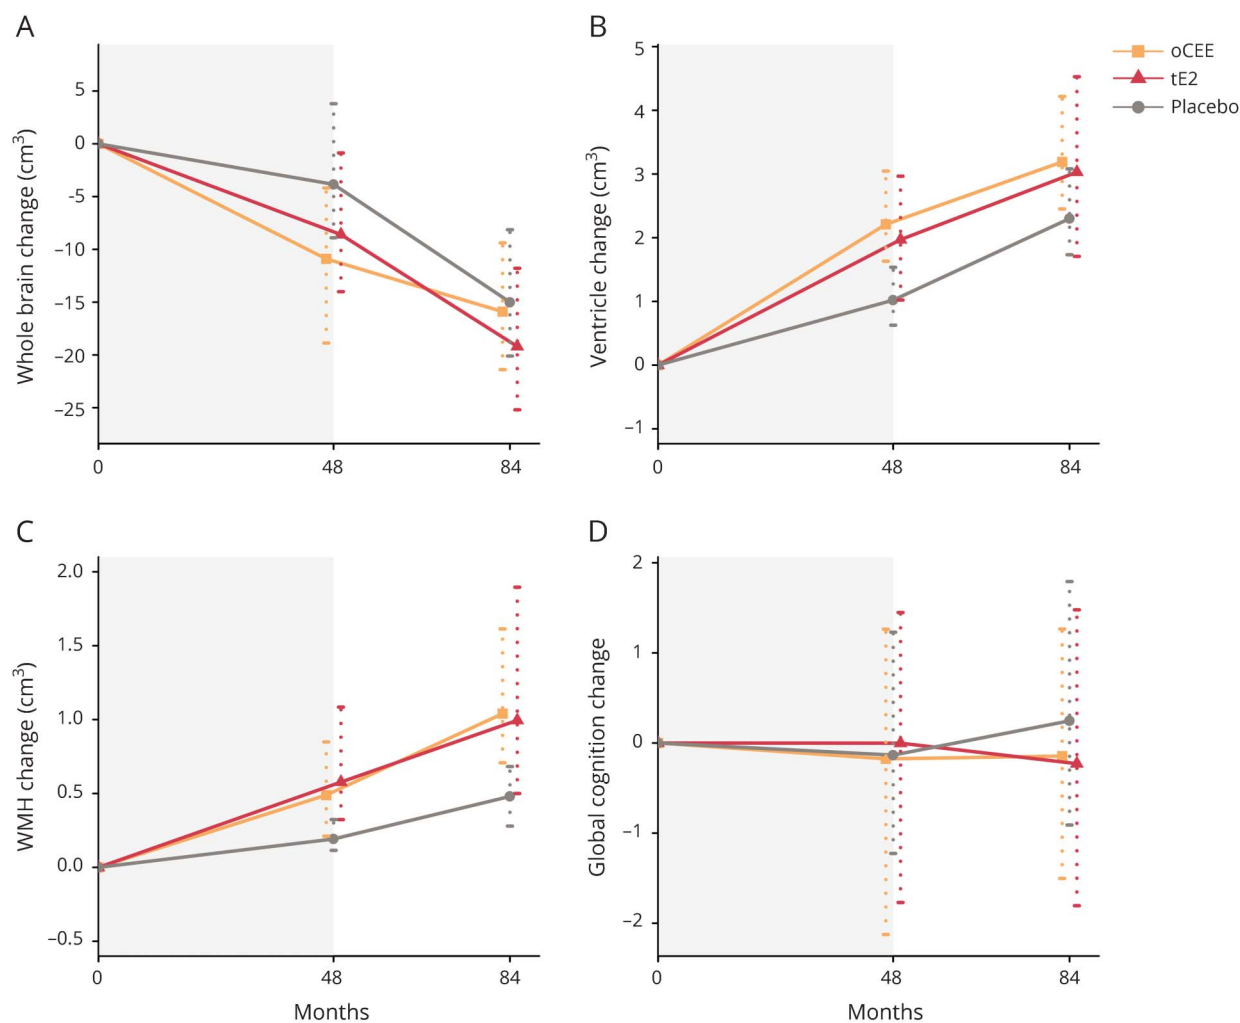 A
Whole brain change (cm³)
5
0
−5
−10
−15
−20
−25
0
48
84
B
Ventricle change (cm³)
5
4
3
2
1
0
−1
0
48
84
oCEE
tE2
Placebo
C
WMH change (cm³)
2.0
1.5
1.0
0.5
0.0
−0.5
0
48
84
Months
D
Global cognition change
2
1
0
−1
−2
0
48
84
Months